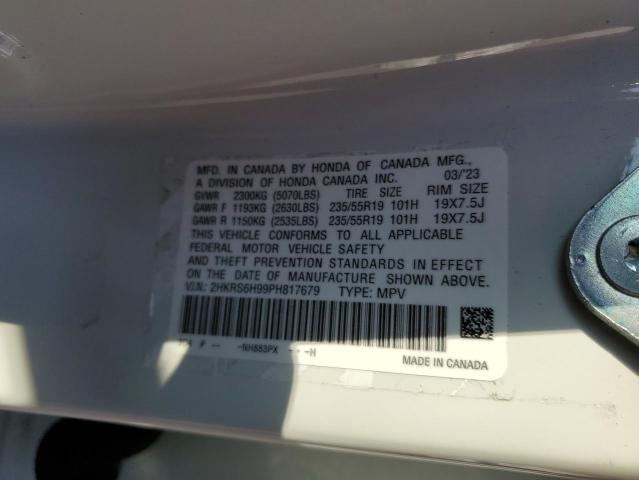 MFD. IN CANADA BY HONDA OF CANADA MFG.,
A DIVISION OF HONDA CANADA INC. 03/'23
GVWR 2300KG (5070LBS) TIRE SIZE RIM SIZE
GAWR F 1193KG (2630LBS) 235/55R19 101H 19X7.5J
GAWR R 1150KG (2535LBS) 235/55R19 101H 19X7.5J
THIS VEHICLE CONFORMS TO ALL APPLICABLE
FEDERAL MOTOR VEHICLE SAFETY
AND THEFT PREVENTION STANDARDS IN EFFECT
ON THE DATE OF MANUFACTURE SHOWN ABOVE.
V.I.N.: 2HKRS6H99PH817679 TYPE: MPV
P -- -NH883PX - - -H
MADE IN CANADA